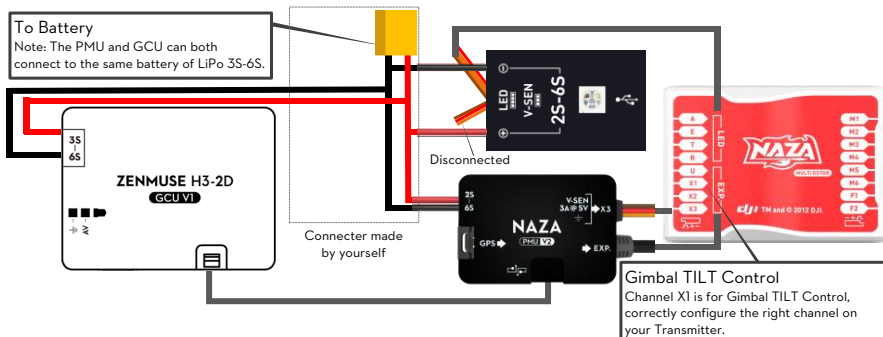 To Battery
Note: The PMU and GCU can both
connect to the same battery of LiPo 3S-6S.
3S
6S
ZENMUSE H3-2D
GCU V1
AV
Connecter made
by yourself
LED
V-SEN
2S-6S
Disconnected
2S
6S
NAZA
PMU V2
GPS
V-SEN
3A@5V
X3
EXP.
A
E
T
R
U
X1
X2
X3
LED
EXP.
NAZA
MULTI ROTOR
dji TM and © 2012 DJI.
M1
M2
M3
M4
M5
M6
F1
F2
Gimbal TILT Control
Channel X1 is for Gimbal TILT Control,
correctly configure the right channel on
your Transmitter.